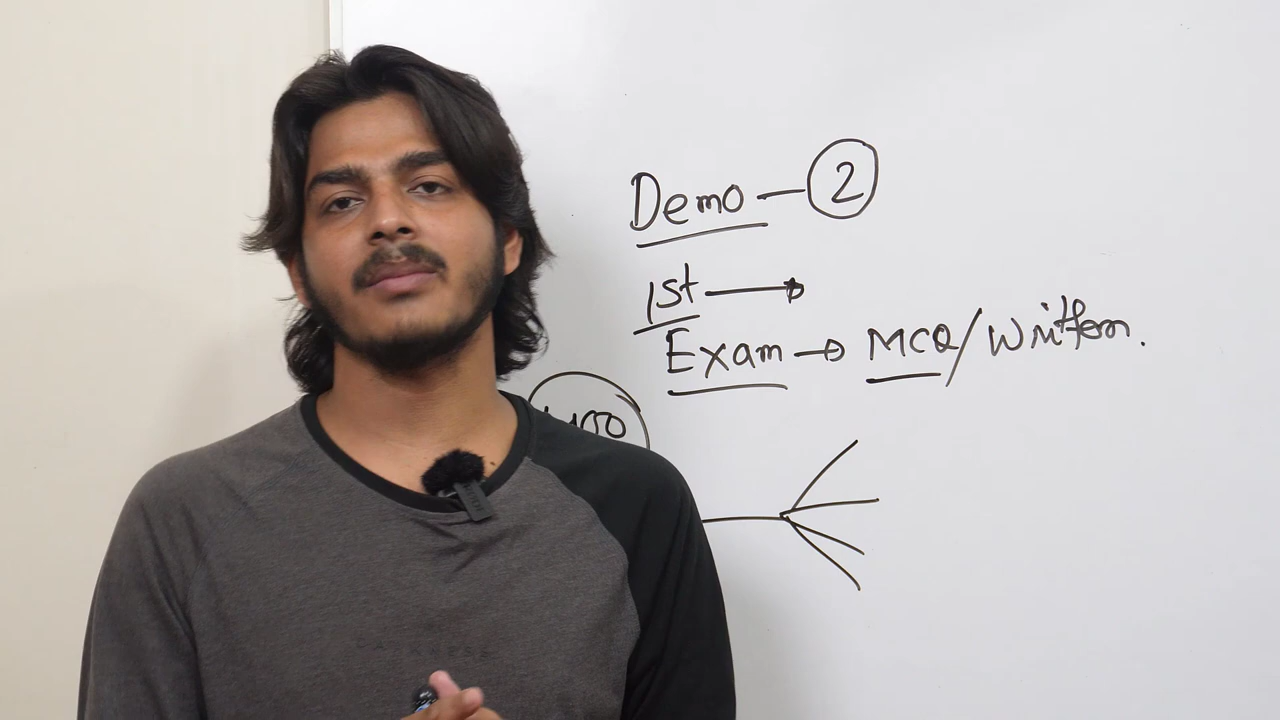 Demo — 2
1st →
Exam → MCQ/Written.